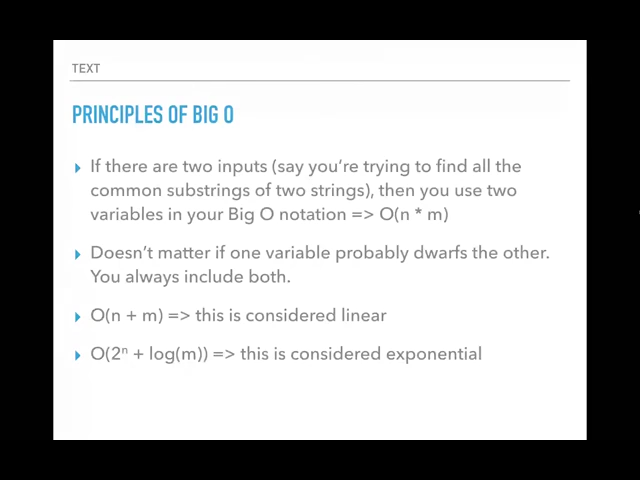 TEXT
PRINCIPLES OF BIG O
▸ If there are two inputs (say you're trying to find all the
common substrings of two strings), then you use two
variables in your Big O notation => O(n * m)
▸ Doesn't matter if one variable probably dwarfs the other.
You always include both.
▸ O(n + m) => this is considered linear
▸ O(2ⁿ + log(m)) => this is considered exponential